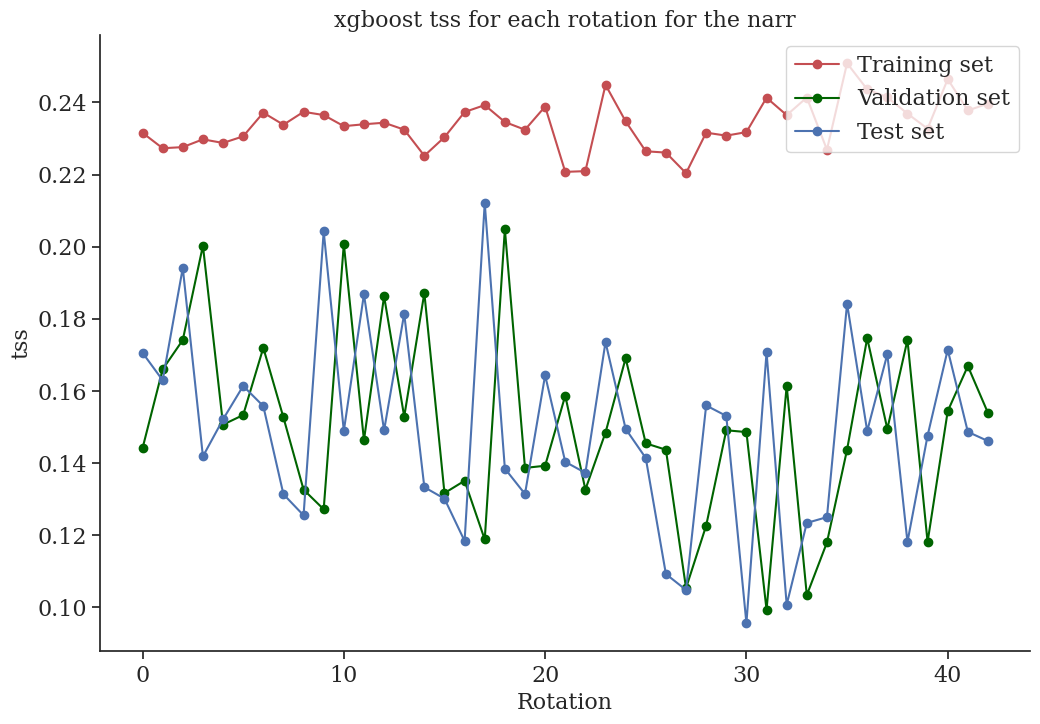 xgboost tss for each rotation for the narr
Training set
Validation set
Test set
0.24
0.22
0.20
0.18
0.16
0.14
0.12
0.10
tss
0
10
20
30
40
Rotation